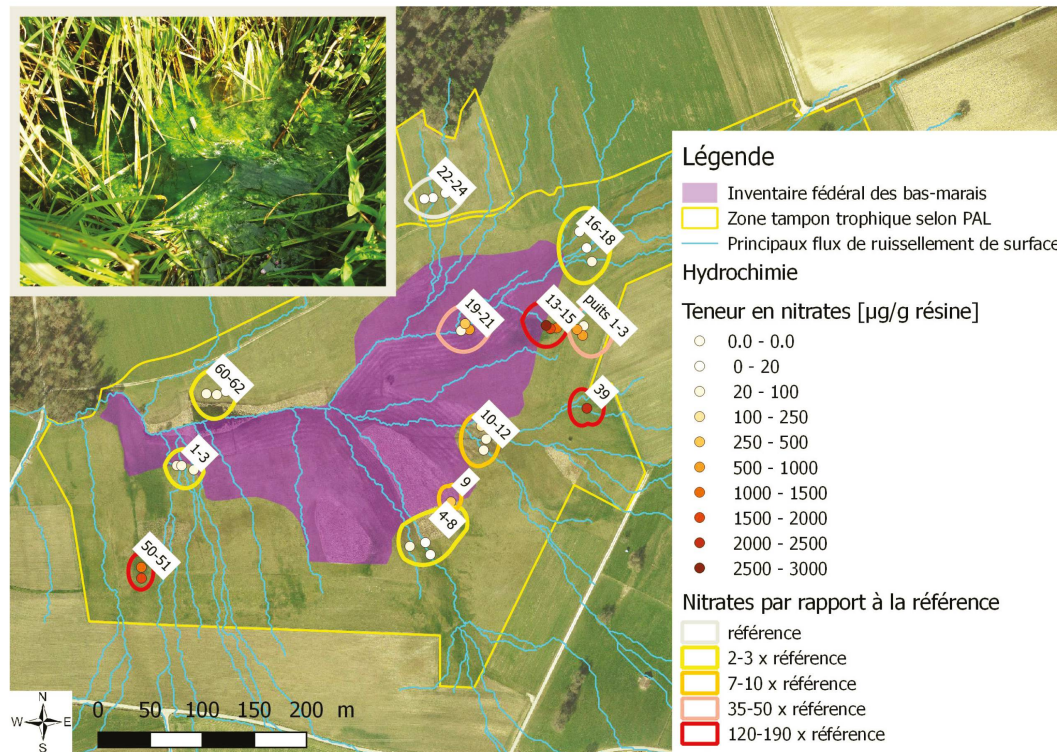 22-24
16-18
19-21
13-15
puits 1-3
60-62
39
10-12
1-3
9
4-8
50-51
N
W E
S
0 50 100 150 200 m
Légende
Inventaire fédéral des bas-marais
Zone tampon trophique selon PAL
Principaux flux de ruissellement de surface
Hydrochimie
Teneur en nitrates [µg/g résine]
0.0 - 0.0
0 - 20
20 - 100
100 - 250
250 - 500
500 - 1000
1000 - 1500
1500 - 2000
2000 - 2500
2500 - 3000
Nitrates par rapport à la référence
référence
2-3 x référence
7-10 x référence
35-50 x référence
120-190 x référence